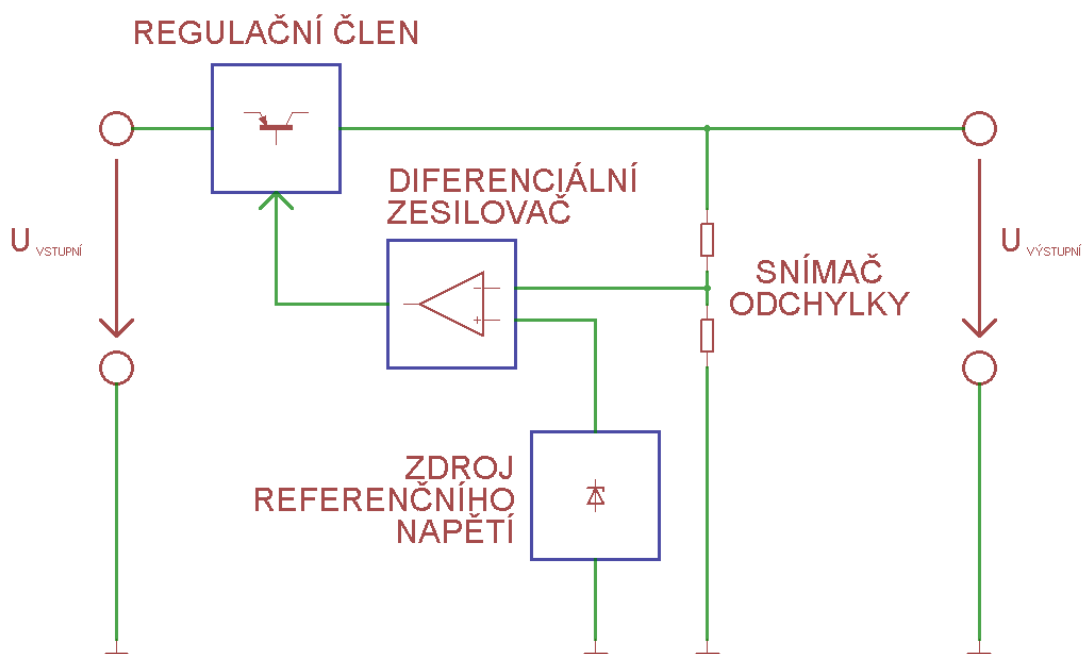 REGULAČNÍ ČLEN
DIFERENCIÁLNÍ
ZESILOVAČ
U VSTUPNÍ
U VÝSTUPNÍ
SNÍMAČ
ODCHYLKY
ZDROJ
REFERENČNÍHO
NAPĚTÍ